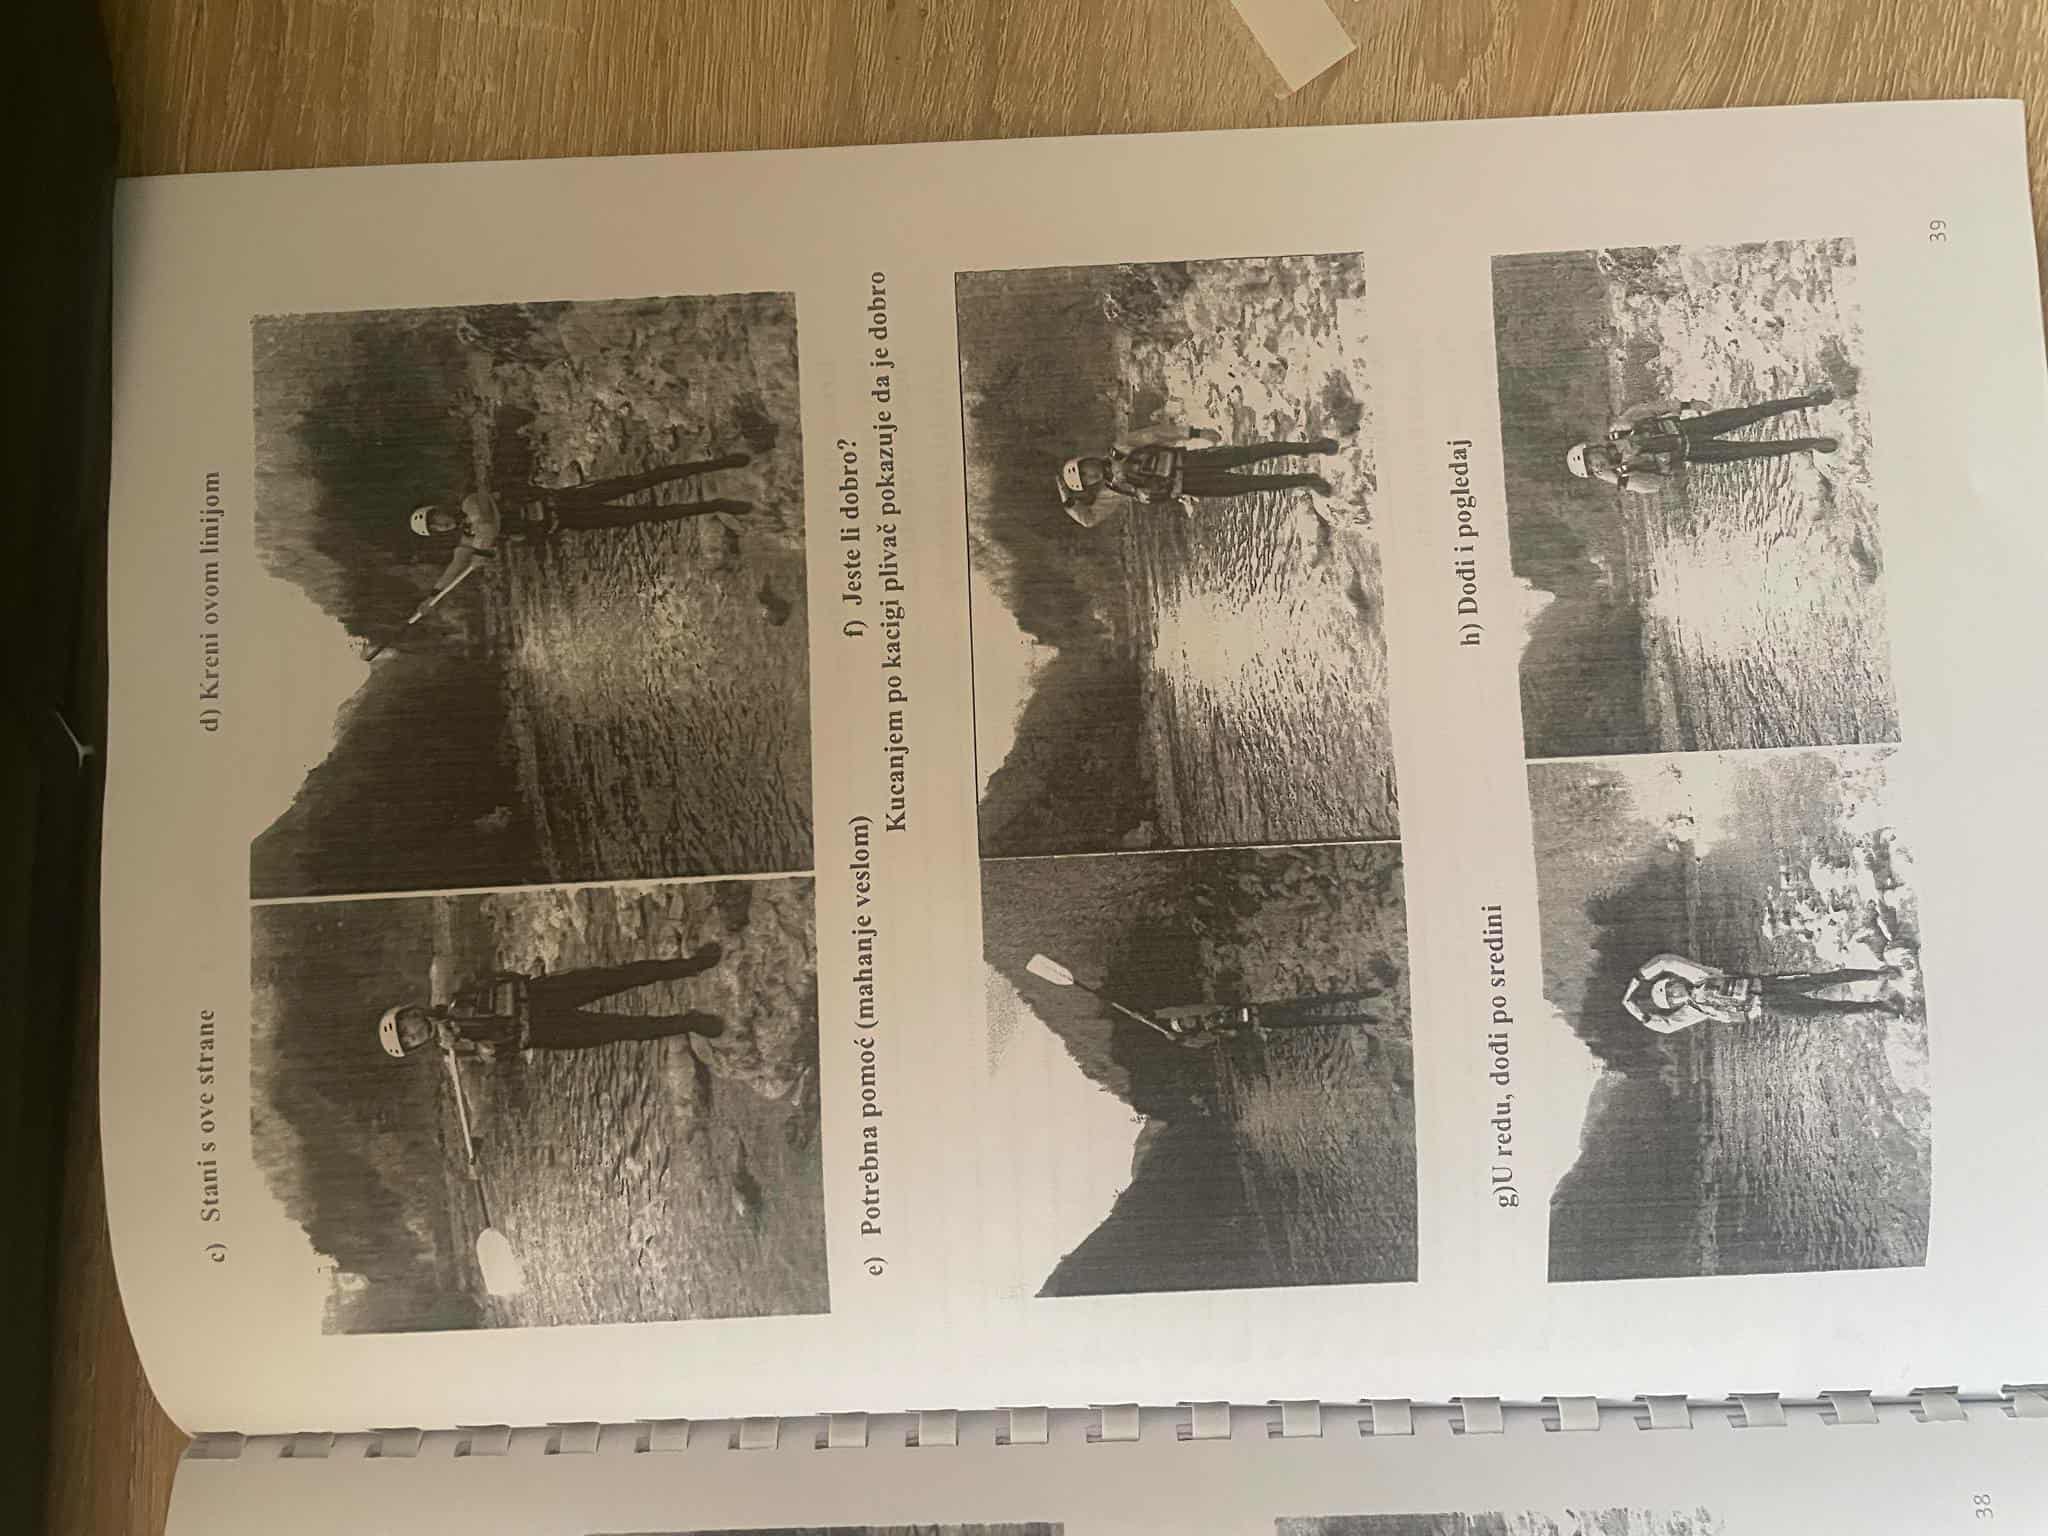 c) Stani s ove strane
d) Kreni ovom linijom
e) Potrebna pomoć (mahanje veslom)
f) Jeste li dobro?
Kucanjem po kacigi plivač pokazuje da je dobro
g)U redu, dođi po sredini
h) Dođi i pogledaj
39
38